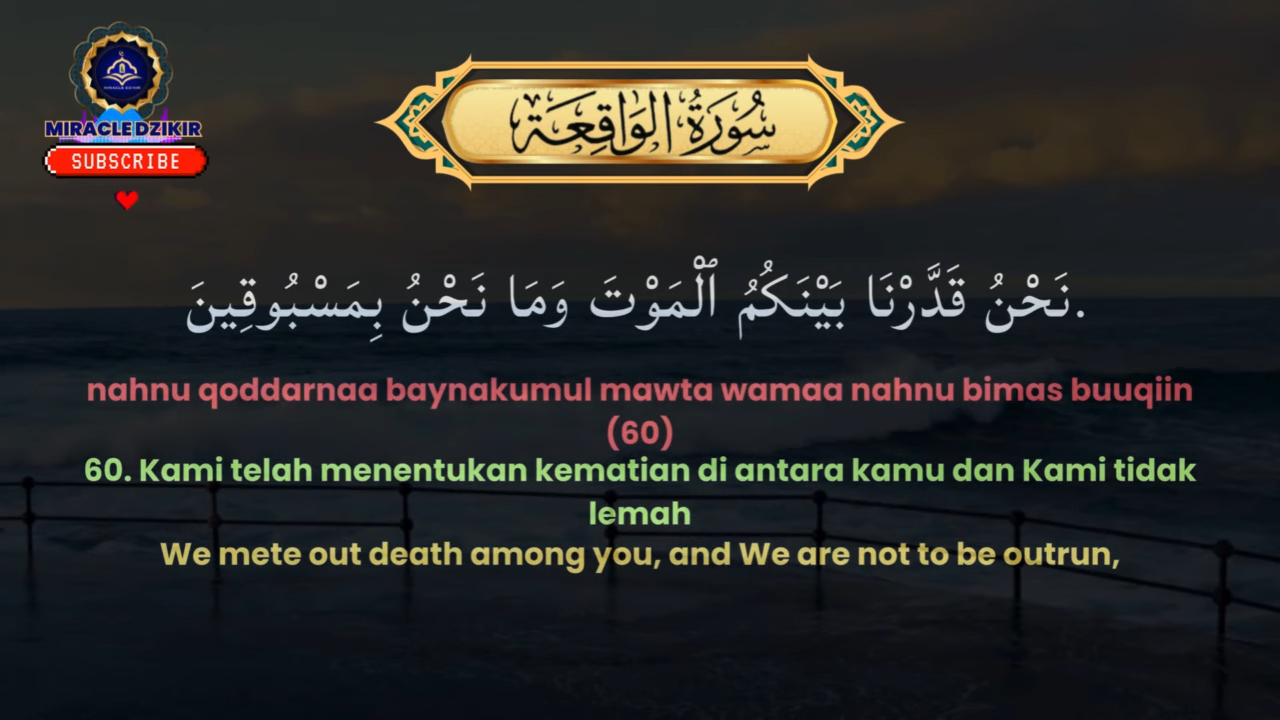 MIRACLE DZIKIR
SUBSCRIBE
سُورَةُ الوَاقِعَة
نَحْنُ قَدَّرْنَا بَيْنَكُمُ ٱلْمَوْتَ وَمَا نَحْنُ بِمَسْبُوقِينَ.
nahnu qoddarnaa baynakumul mawta wamaa nahnu bimas buuqiin
(60)
60. Kami telah menentukan kematian di antara kamu dan Kami tidak
lemah
We mete out death among you, and We are not to be outrun,